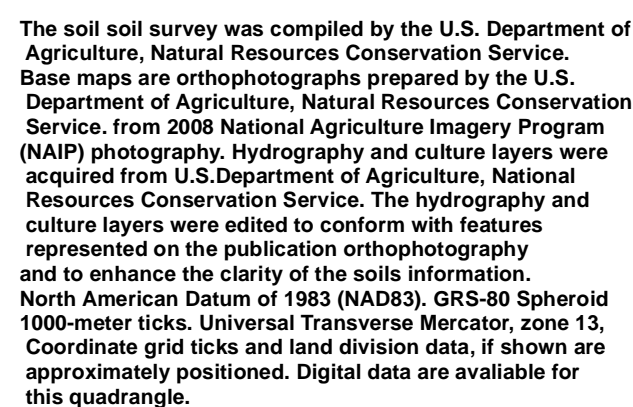 The soil soil survey was compiled by the U.S. Department of
Agriculture, Natural Resources Conservation Service.
Base maps are orthophotographs prepared by the U.S.
Department of Agriculture, Natural Resources Conservation
Service. from 2008 National Agriculture Imagery Program
(NAIP) photography. Hydrography and culture layers were
acquired from U.S.Department of Agriculture, National
Resources Conservation Service. The hydrography and
culture layers were edited to conform with features
represented on the publication orthophotography
and to enhance the clarity of the soils information.
North American Datum of 1983 (NAD83). GRS-80 Spheroid
1000-meter ticks. Universal Transverse Mercator, zone 13,
Coordinate grid ticks and land division data, if shown are
approximately positioned. Digital data are avaliable for
this quadrangle.